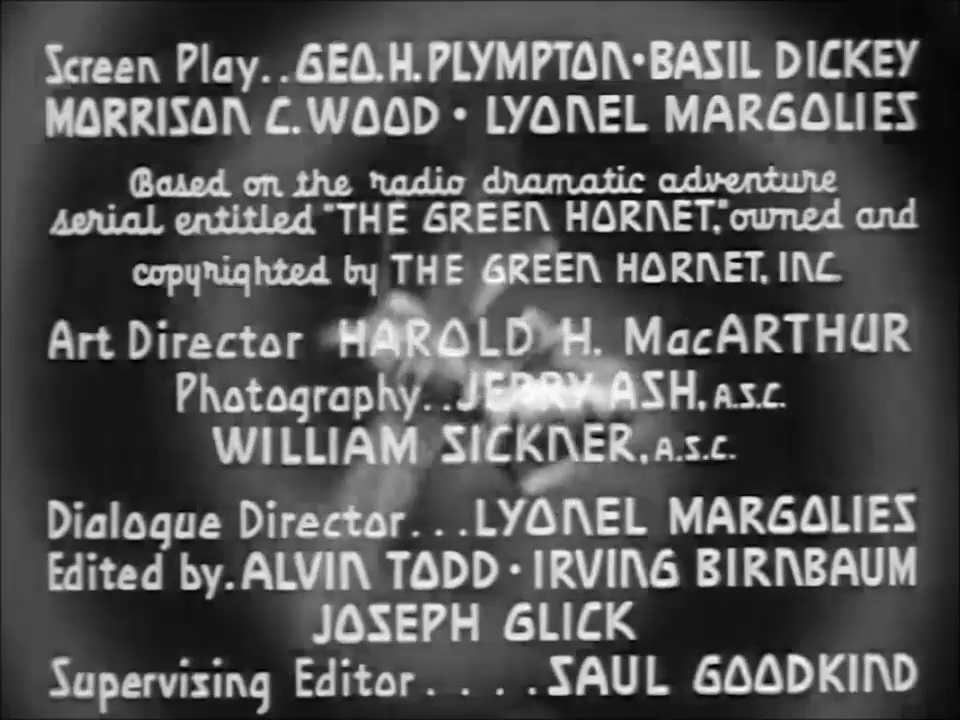 Screen Play..GEO.H.PLYMPTON•BASIL DICKEY
MORRISON C.WOOD • LYONEL MARGOLIES
Based on the radio dramatic adventure
serial entitled "THE GREEN HORNET," owned and
copyrighted by THE GREEN HORNET, INC
Art Director HAROLD H. MacARTHUR
Photography..JERRY ASH, A.S.C.
WILLIAM SICKNER, A.S.C.
Dialogue Director...LYONEL MARGOLIES
Edited by.ALVIN TODD•IRVING BIRNBAUM
JOSEPH GLICK
Supervising Editor....SAUL GOODKIND